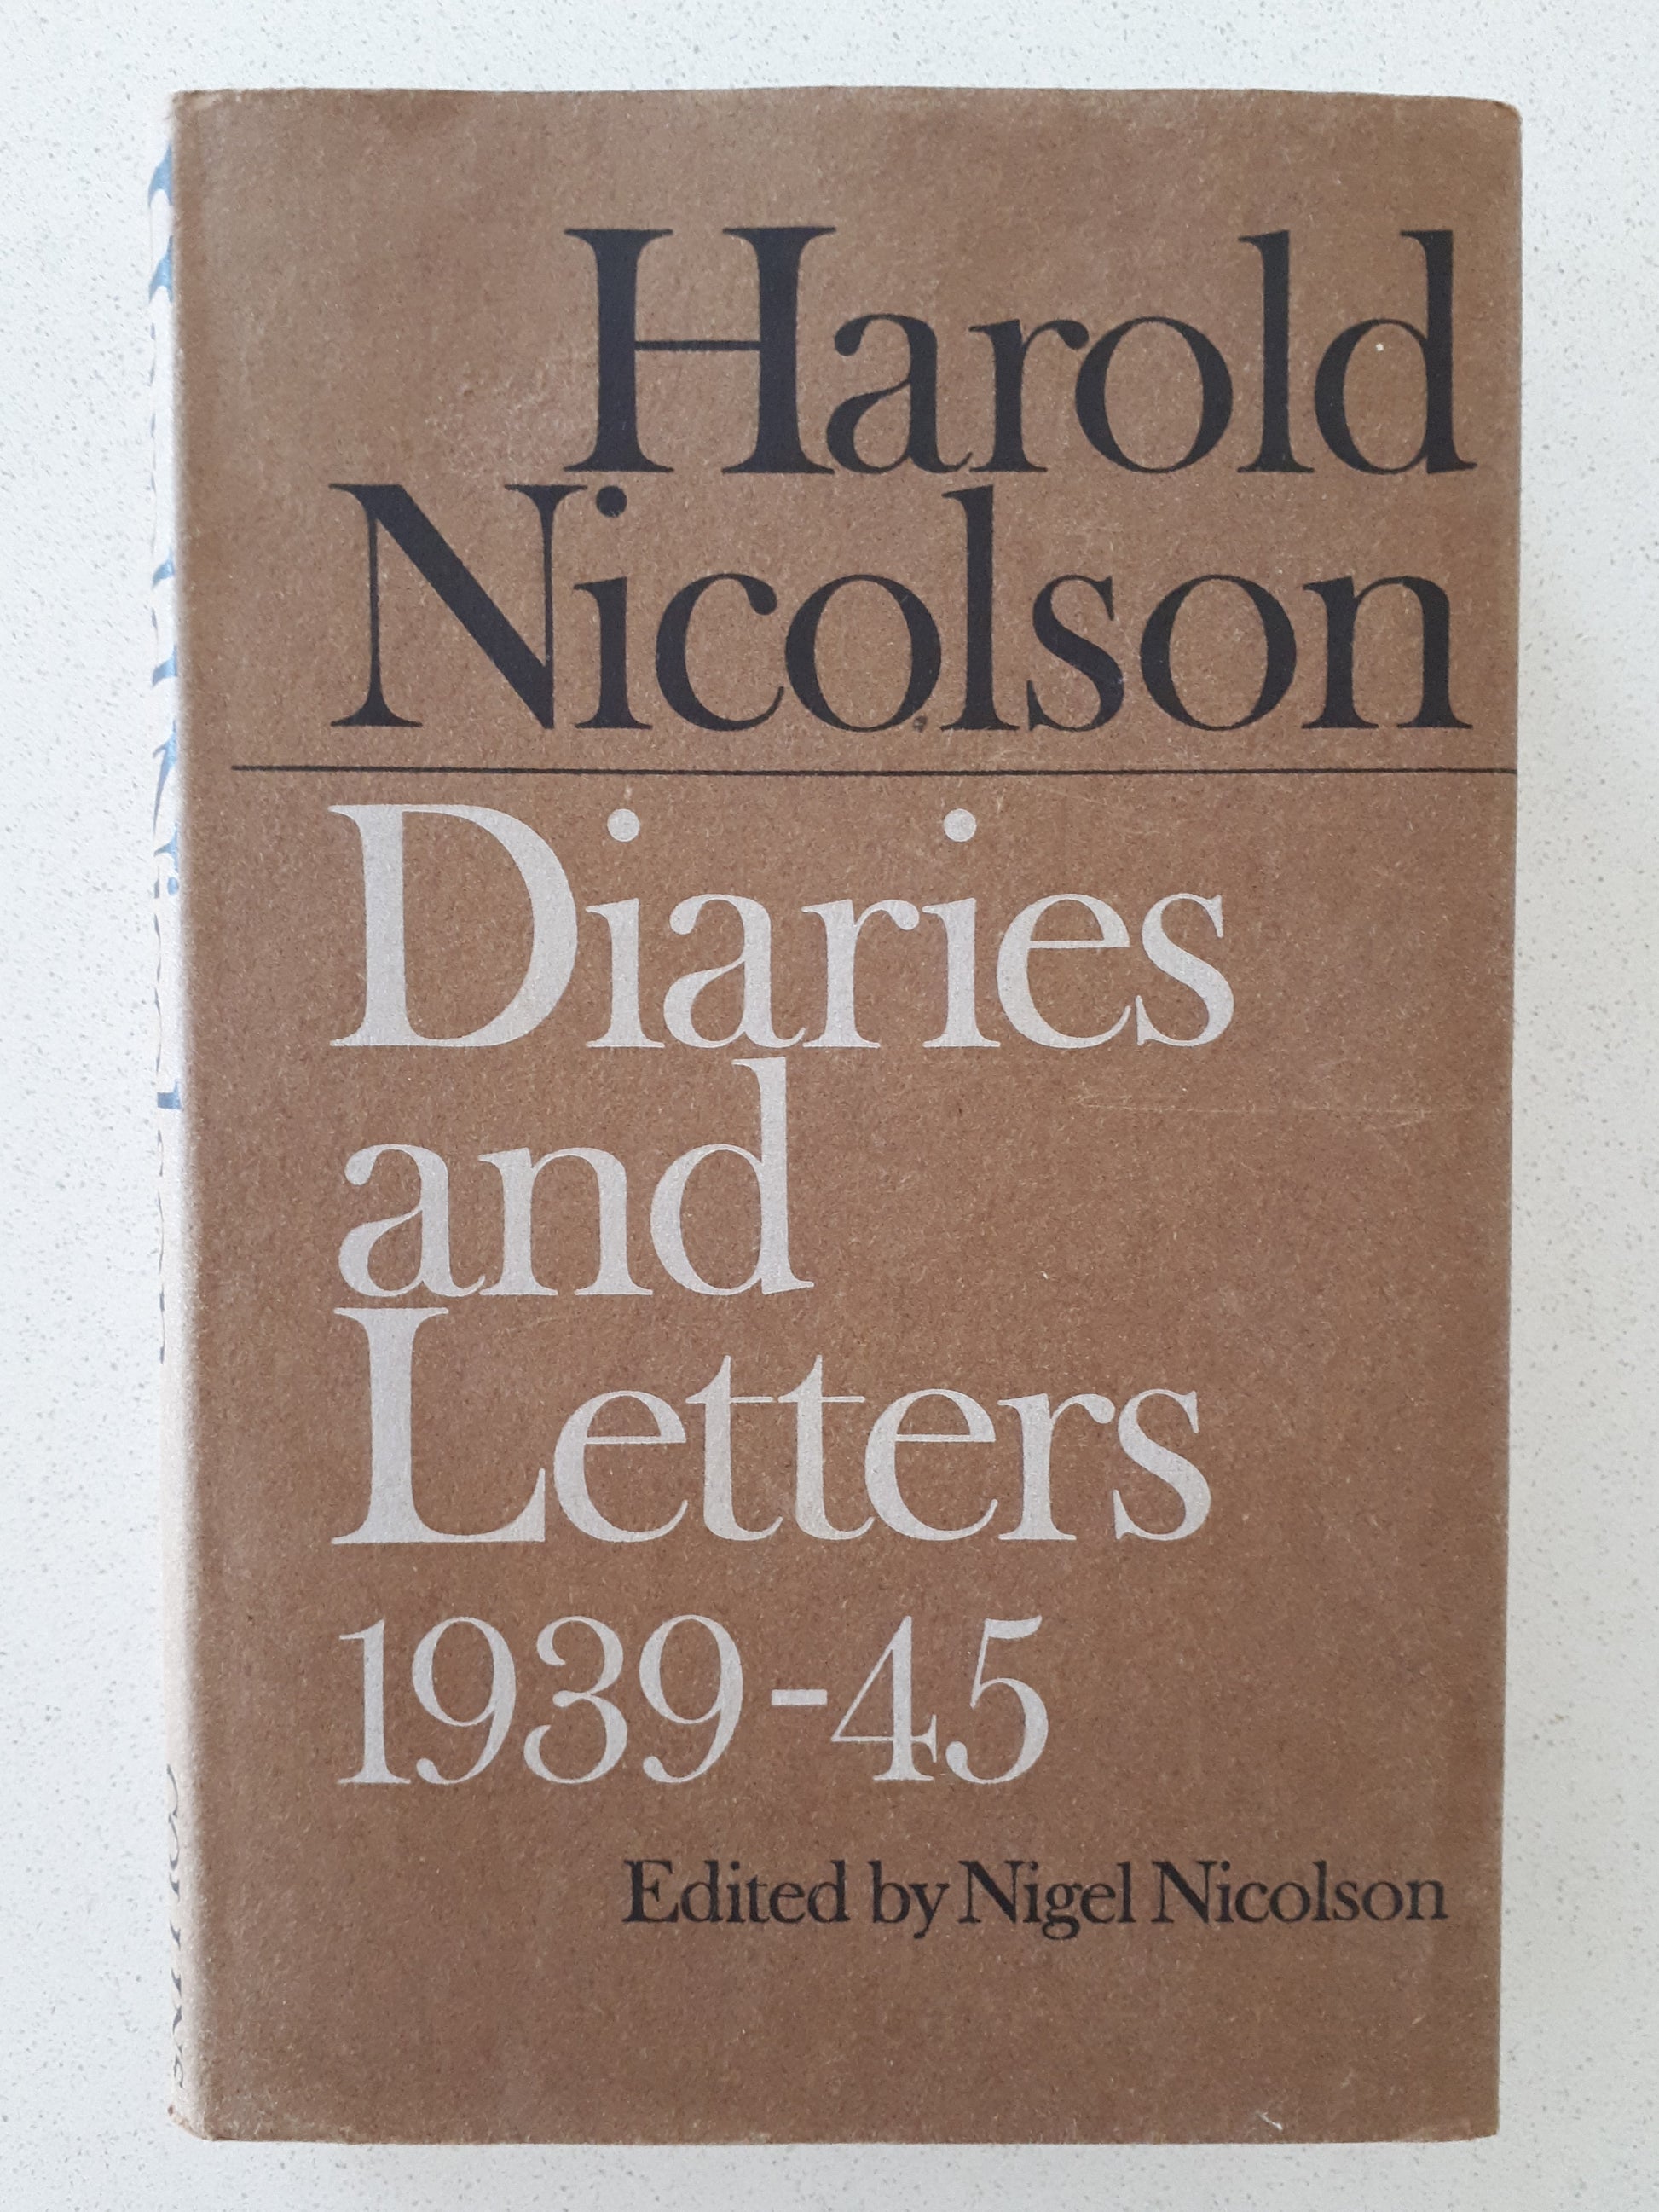 Harold
Nicolson
Diaries
and
Letters
1939-45
Edited by Nigel Nicolson